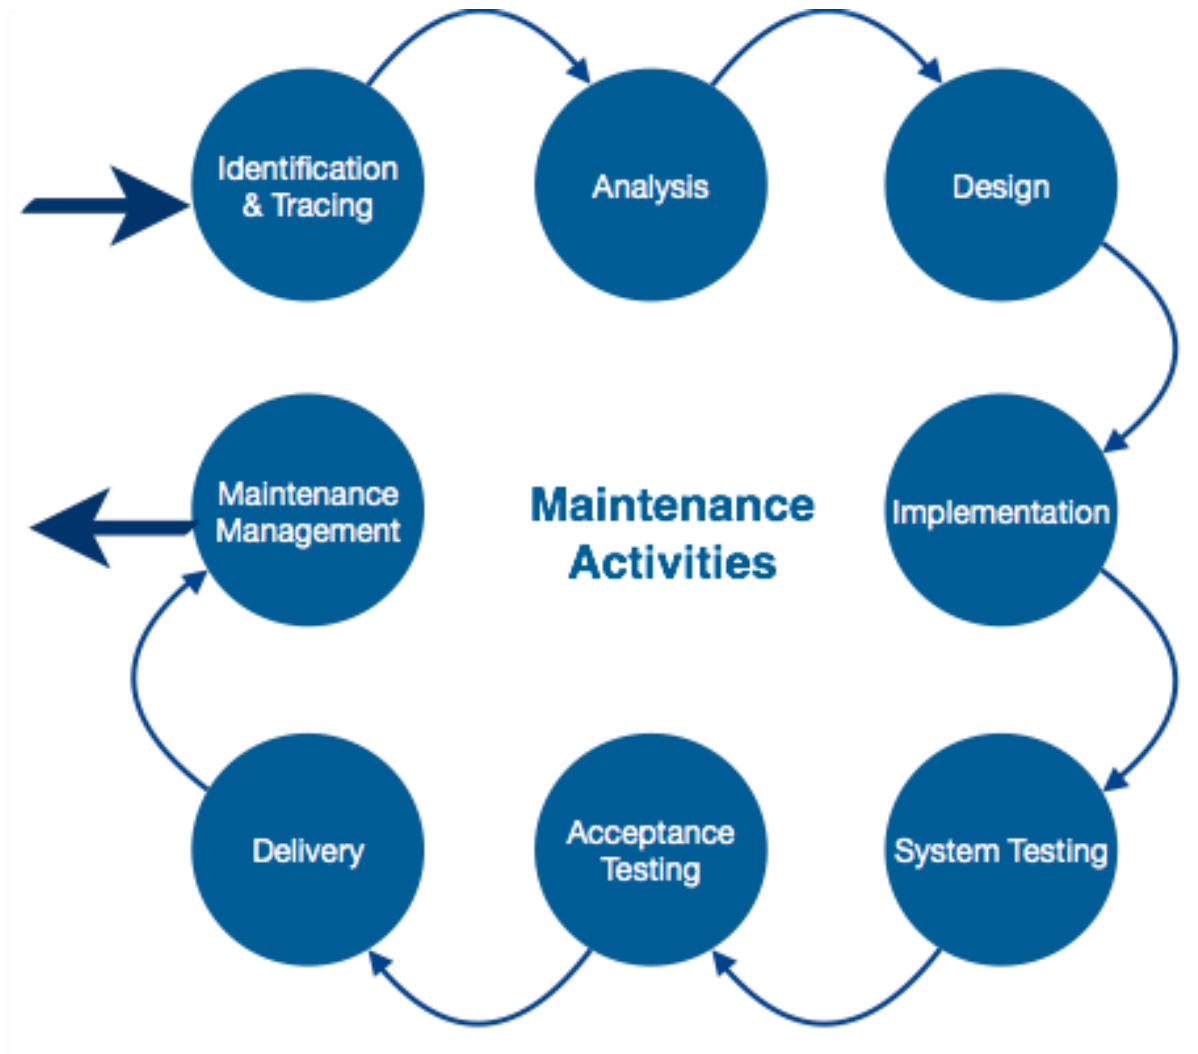 Identification
& Tracing
Analysis
Design
Maintenance
Management
Maintenance
Activities
Implementation
Delivery
Acceptance
Testing
System Testing